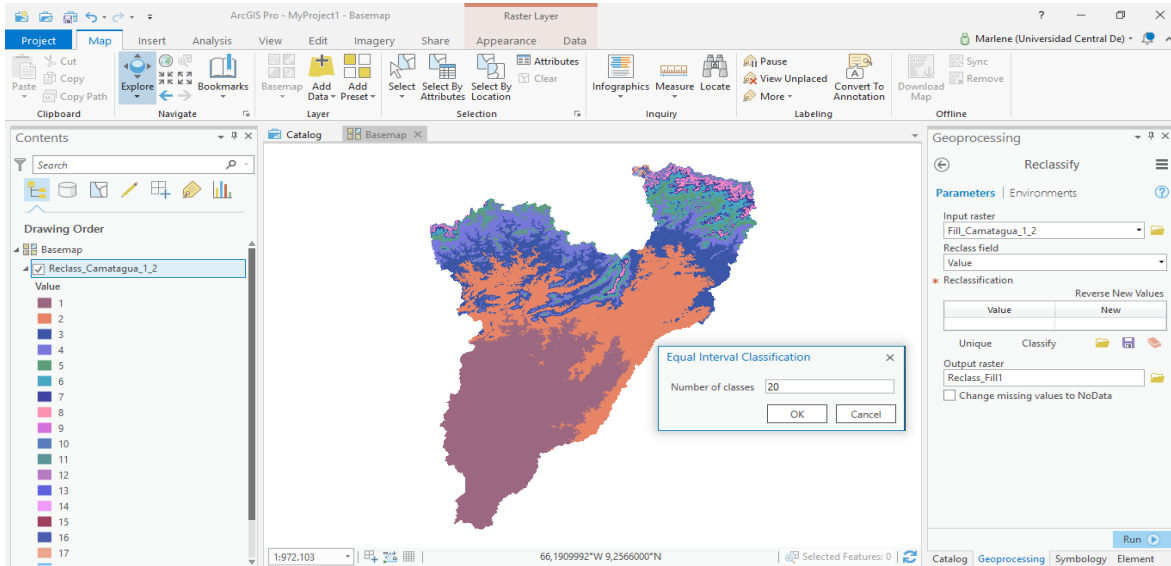 ArcGIS Pro - MyProject1 - Basemap
Raster Layer
?
Project Map Insert Analysis View Edit Imagery Share Appearance Data
Marlene (Universidad Central De)
Paste
Cut
Copy
Copy Path
Clipboard
Explore
Bookmarks
Navigate
Basemap
Add Data
Add Preset
Layer
Select
Select By Attributes
Select By Location
Attributes
Clear
Selection
Infographics
Measure
Locate
Inquiry
Pause
View Unplaced
More
Convert To Annotation
Labeling
Download Map
Sync
Remove
Offline
Contents
Search
Drawing Order
Basemap
Reclass_Camatagua_1_2
Value
1
2
3
4
5
6
7
8
9
10
11
12
13
14
15
16
17
Catalog
Basemap
Equal Interval Classification
Number of classes 20
OK Cancel
1:972.103
66,1909992°W 9,2566000°N
Selected Features: 0
Geoprocessing
Reclassify
Parameters | Environments
Input raster
Fill_Camatagua_1_2
Reclass field
Value
* Reclassification
Reverse New Values
Value New
Unique Classify
Output raster
Reclass_Fill1
Change missing values to NoData
Run
Catalog Geoprocessing Symbology Element